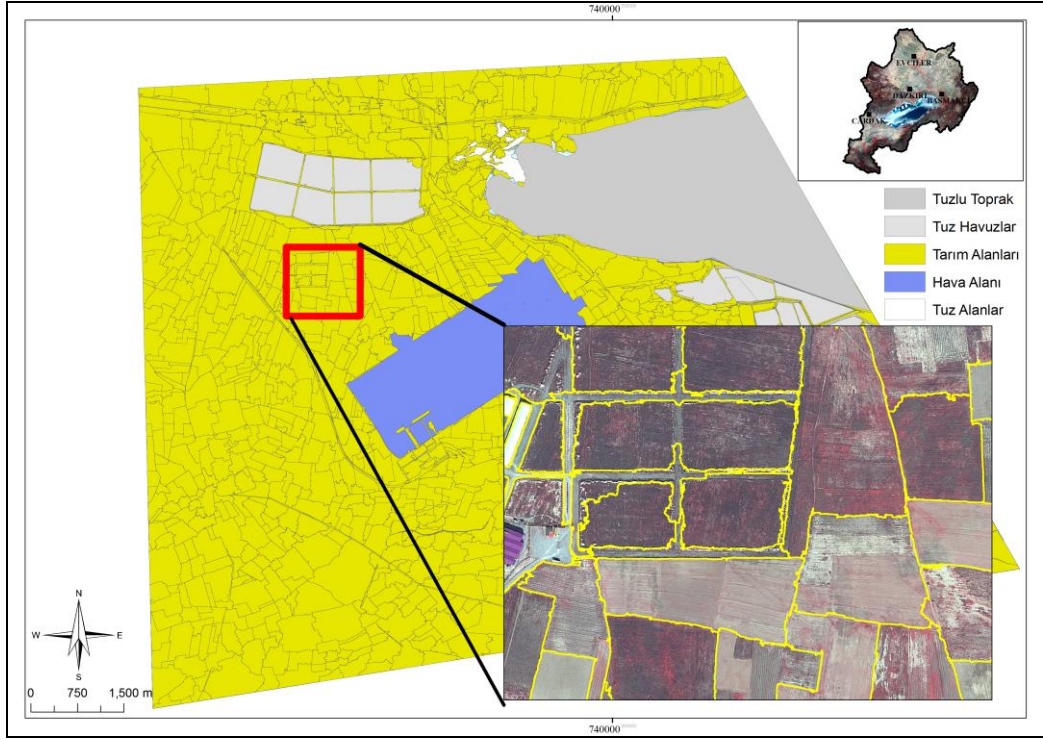 740000
EVCİLER
DAZKIRI
BAŞMAKÇI
ÇARDAK
Tuzlu Toprak
Tuz Havuzlar
Tarım Alanları
Hava Alanı
Tuz Alanlar
N
W
E
S
0 750 1,500 m
740000